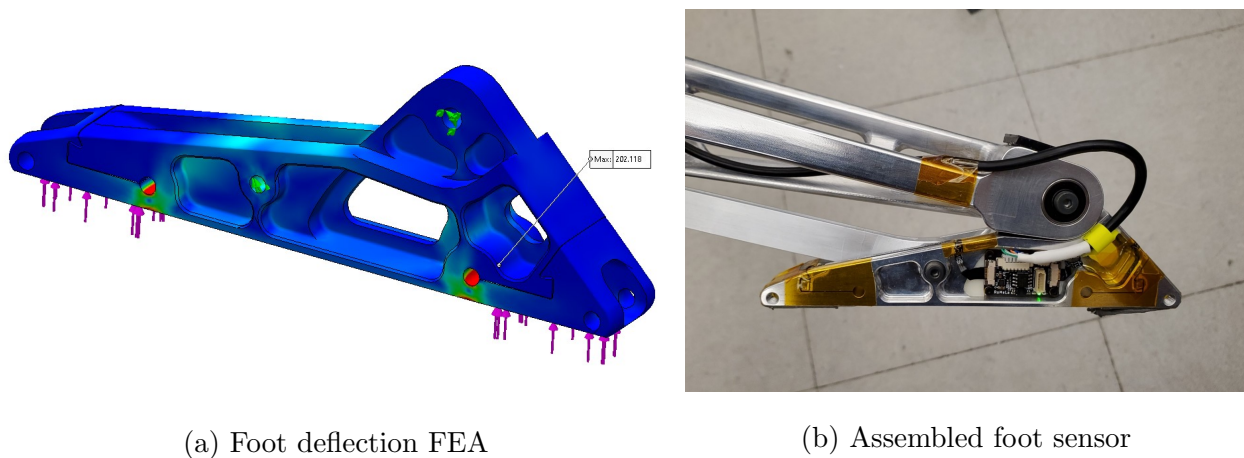 Max: 202.118
(a) Foot deflection FEA
(b) Assembled foot sensor